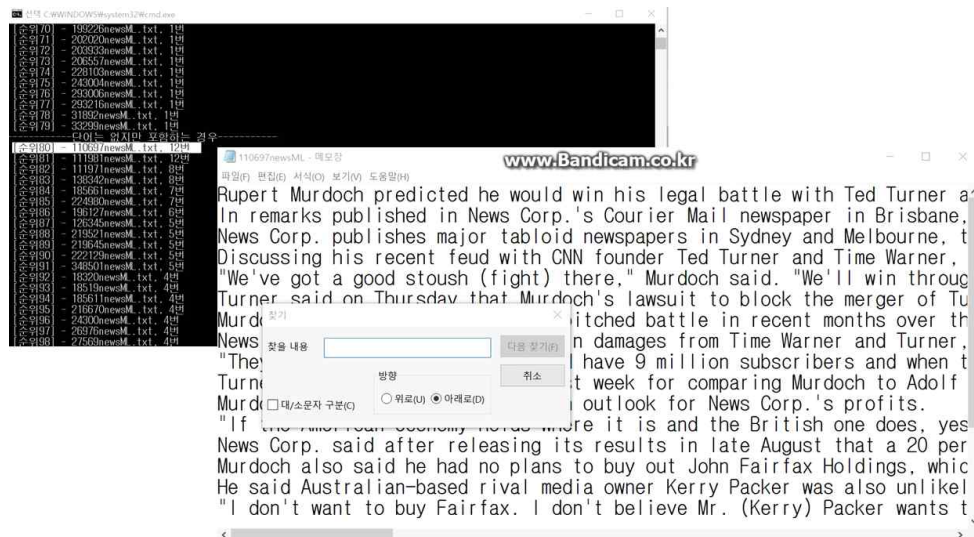 선택 C:₩WINDOWS₩system32₩cmd.exe
[순위70] - 199226newsML.txt, 1번
[순위71] - 202020newsML.txt, 1번
[순위72] - 203933newsML.txt, 1번
[순위73] - 206557newsML.txt, 1번
[순위74] - 228103newsML.txt, 1번
[순위75] - 243004newsML.txt, 1번
[순위76] - 293006newsML.txt, 1번
[순위77] - 293216newsML.txt, 1번
[순위78] - 31892newsML.txt, 1번
[순위79] - 33299newsML.txt, 1번
-----------단어는 없지만 포함하는 경우-----------
[순위80] - 110697newsML.txt, 12번
[순위81] - 111981newsML.txt, 12번
[순위82] - 111971newsML.txt, 8번
[순위83] - 138342newsML.txt, 8번
[순위84] - 185661newsML.txt, 7번
[순위85] - 224980newsML.txt, 7번
[순위86] - 196127newsML.txt, 6번
[순위87] - 126345newsML.txt, 5번
[순위88] - 219521newsML.txt, 5번
[순위89] - 219645newsML.txt, 5번
[순위90] - 222129newsML.txt, 5번
[순위91] - 348501newsML.txt, 5번
[순위92] - 18320newsML.txt, 4번
[순위93] - 18519newsML.txt, 4번
[순위94] - 185611newsML.txt, 4번
[순위95] - 216670newsML.txt, 4번
[순위96] - 24300newsML.txt, 4번
[순위97] - 26976newsML.txt, 4번
[순위98] - 27569newsML.txt, 4번
110697newsML - 메모장
www.Bandicam.co.kr
파일(F) 편집(E) 서식(O) 보기(V) 도움말(H)
Rupert Murdoch predicted he would win his legal battle with Ted Turner a
In remarks published in News Corp.'s Courier Mail newspaper in Brisbane,
News Corp. publishes major tabloid newspapers in Sydney and Melbourne, t
Discussing his recent feud with CNN founder Ted Turner and Time Warner,
"We've got a good stoush (fight) there," Murdoch said. "We'll win throug
Turner said on Thursday that Murdoch's lawsuit to block the merger of Tu
Murdo itched battle in recent months over th
News n damages from Time Warner and Turner,
"They have 9 million subscribers and when t
Turne t week for comparing Murdoch to Adolf
Murdo outlook for News Corp.'s profits.
"If the American economy holds where it is and the British one does, yes
News Corp. said after releasing its results in late August that a 20 per
Murdoch also said he had no plans to buy out John Fairfax Holdings, whic
He said Australian-based rival media owner Kerry Packer was also unlikel
"I don't want to buy Fairfax. I don't believe Mr. (Kerry) Packer wants t
찾기
찾을 내용
다음 찾기(F)
방향
취소
대/소문자 구분(C)
위로(U) 아래로(D)